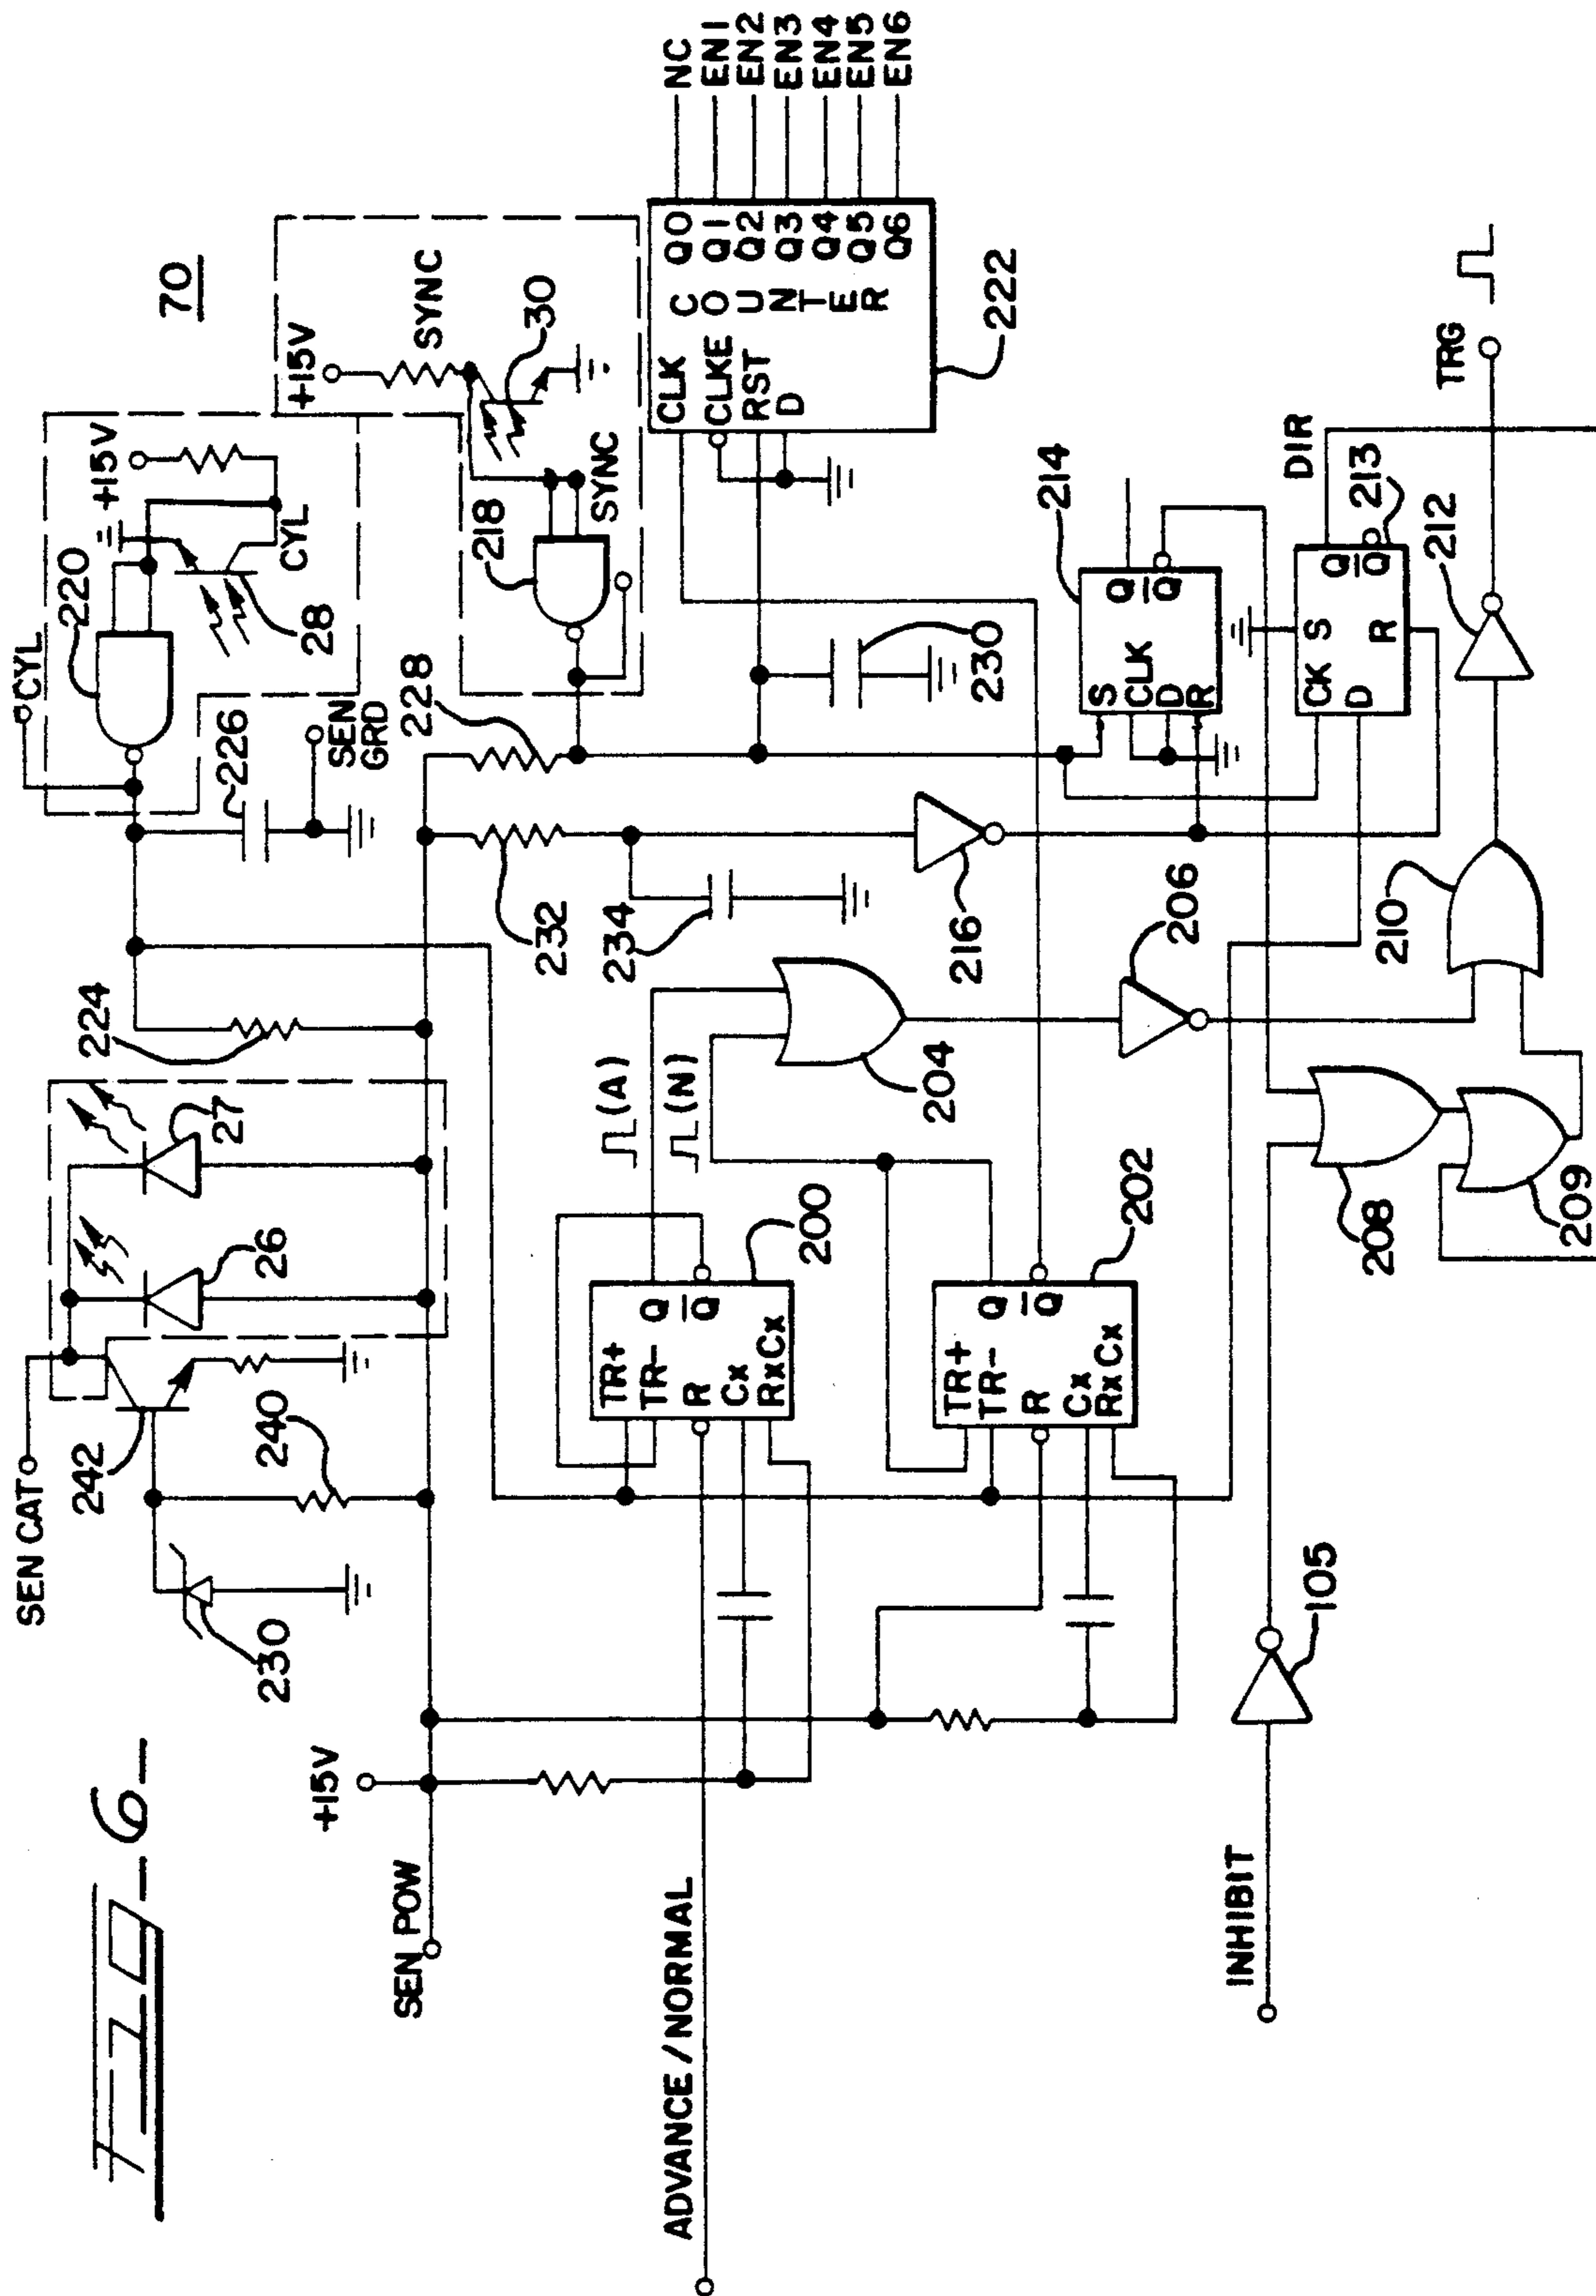 FIG-6-
70
SEN CAT
242
230
240
26
27
224
CYL
220
+15V
CYL
28
226
SEN
GRD
+15V
SYNC
30
218
SYNC
228
232
234
216
230
+15V
SEN POW
ADVANCE/NORMAL
INHIBIT
TR+
TR-
R
Cx
RxCx
Q
Q
200
(A)
(N)
TR+
TR-
R
Cx
RxCx
Q
Q
202
204
206
CLK
CLKE
RST
D
COUNTER
Q0
Q1
Q2
Q3
Q4
Q5
Q6
NC
EN1
EN2
EN3
EN4
EN5
EN6
222
S
CLK
D
R
Q
Q
214
CK
D
S
R
Q
Q
213
DIR
105
208
209
210
212
TRG